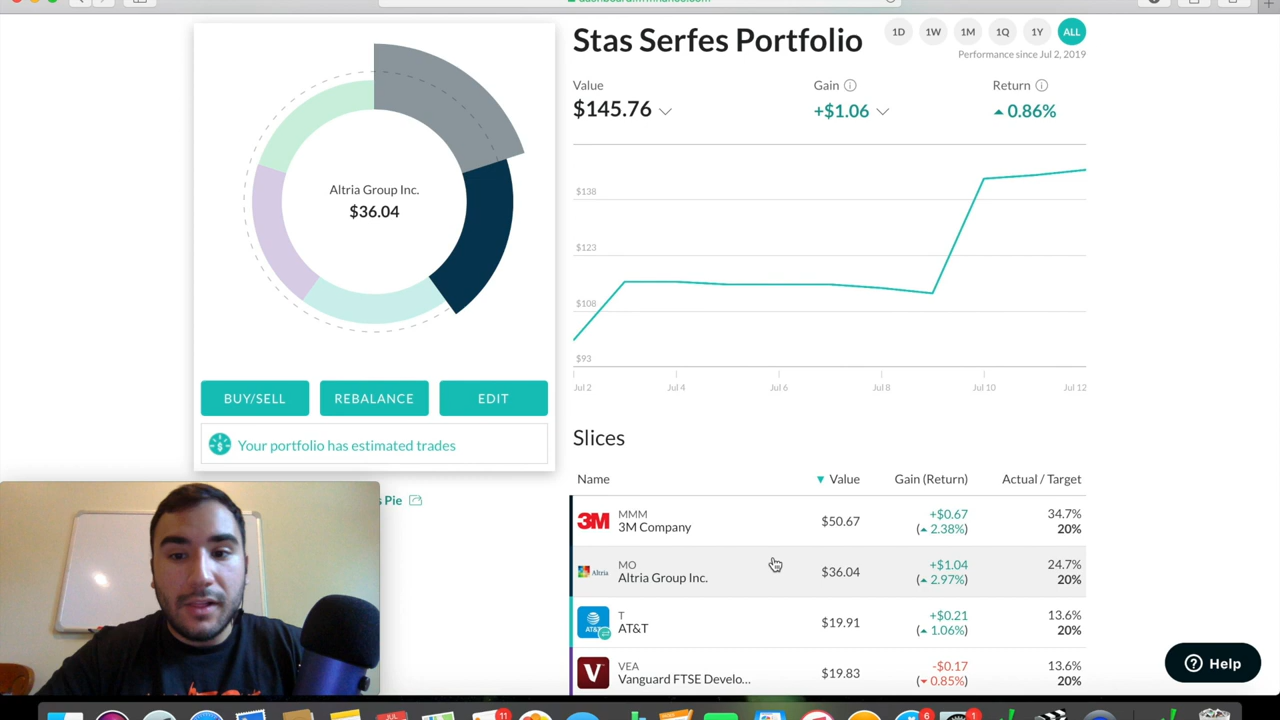 Stas Serfes Portfolio
1D 1W 1M 1Q 1Y ALL
Performance since Jul 2, 2019
Value
$145.76
Gain
+$1.06
Return
0.86%
Altria Group Inc.
$36.04
$138
$123
$108
$93
Jul 2 Jul 4 Jul 6 Jul 8 Jul 10 Jul 12
BUY/SELL
REBALANCE
EDIT
Your portfolio has estimated trades
Pie
Slices
Name Value Gain (Return) Actual / Target
3M
MMM
3M Company
$50.67
+$0.67
(2.38%)
34.7%
20%
Altria
MO
Altria Group Inc.
$36.04
+$1.04
(2.97%)
24.7%
20%
AT&T
T
AT&T
$19.91
+$0.21
(1.06%)
13.6%
20%
V
VEA
Vanguard FTSE Develo...
$19.83
-$0.17
(0.85%)
13.6%
20%
? Help
JUL
11
6
1